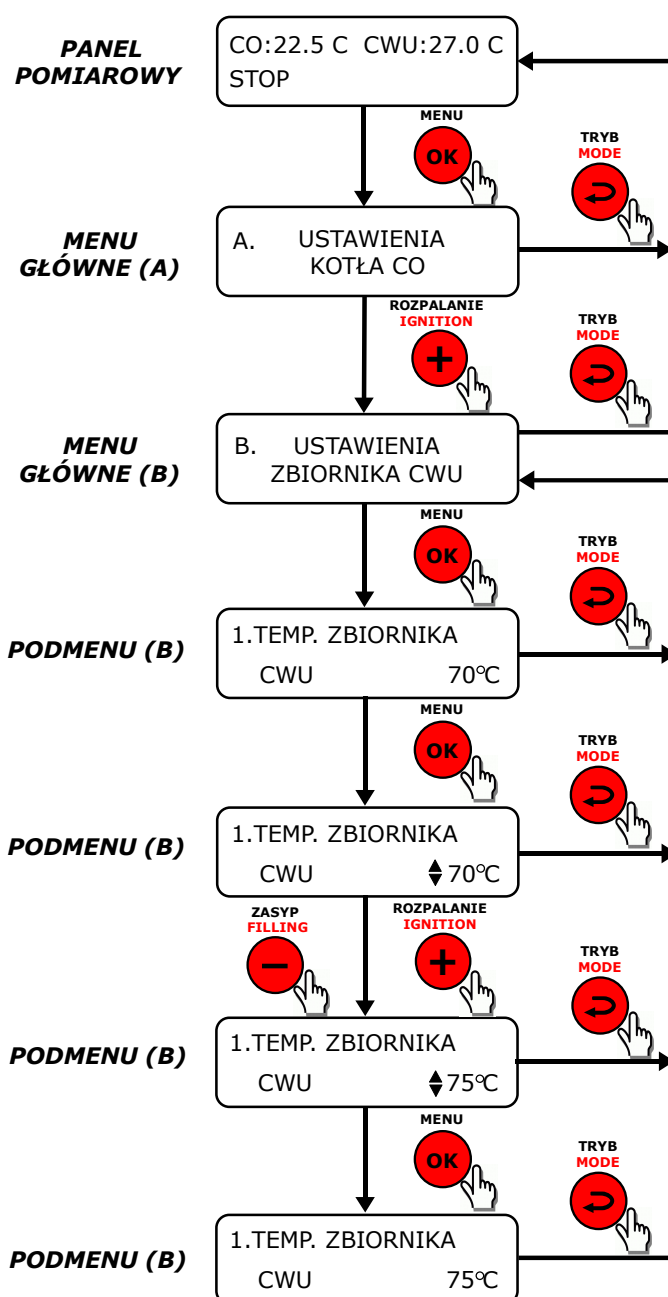 PANEL
POMIAROWY
CO:22.5 C CWU:27.0 C
STOP
MENU
OK
TRYB
MODE
MENU
GŁÓWNE (A)
A. USTAWIENIA
KOTŁA CO
ROZPALANIE
IGNITION
+
TRYB
MODE
MENU
GŁÓWNE (B)
B. USTAWIENIA
ZBIORNIKA CWU
MENU
OK
TRYB
MODE
PODMENU (B)
1.TEMP. ZBIORNIKA
CWU 70°C
MENU
OK
TRYB
MODE
PODMENU (B)
1.TEMP. ZBIORNIKA
CWU 70°C
ZASYP
FILLING
−
ROZPALANIE
IGNITION
+
TRYB
MODE
PODMENU (B)
1.TEMP. ZBIORNIKA
CWU 75°C
MENU
OK
TRYB
MODE
PODMENU (B)
1.TEMP. ZBIORNIKA
CWU 75°C